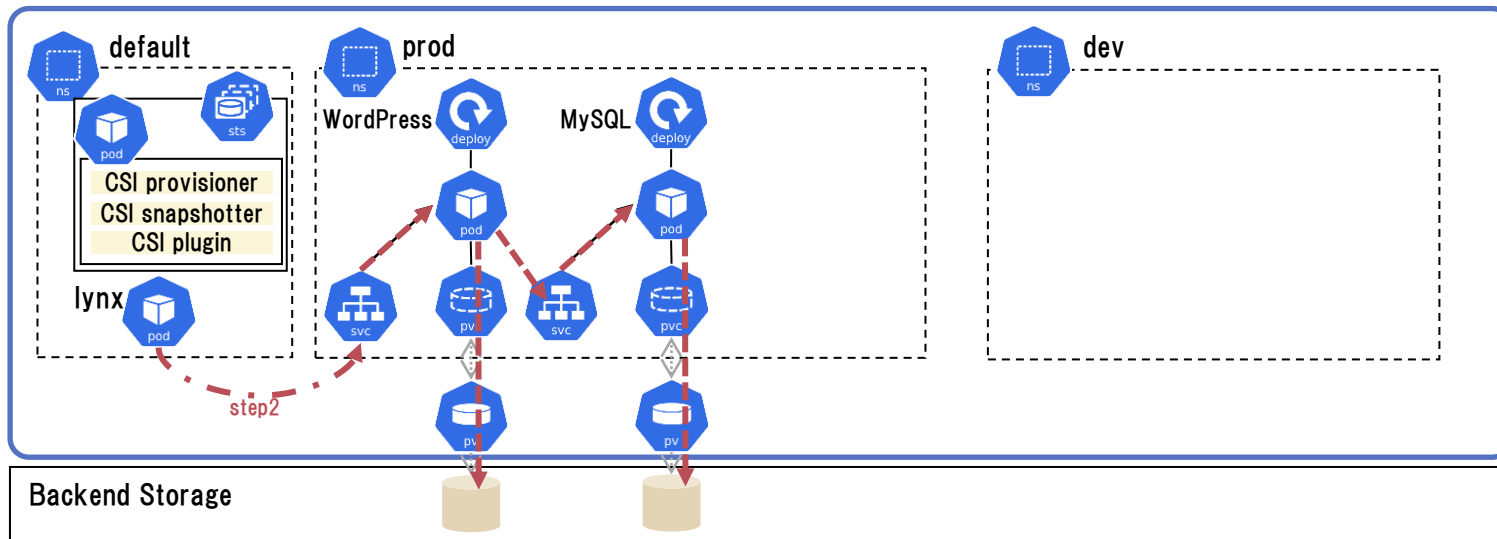 default
ns
sts
pod
CSI provisioner
CSI snapshotter
CSI plugin
lynx
pod
step2
prod
ns
WordPress
deploy
pod
svc
pv
pv
MySQL
deploy
pod
svc
pvc
pv
dev
ns
Backend Storage